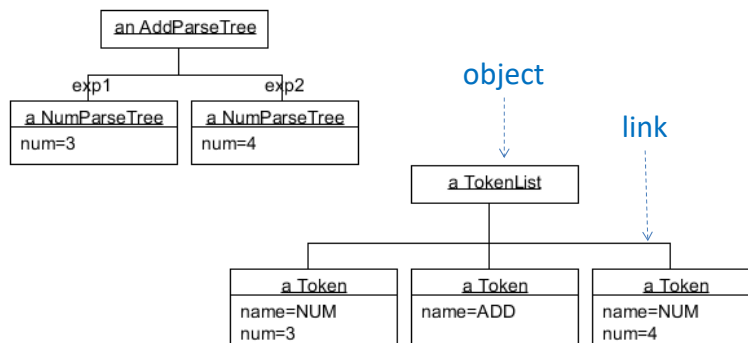 an AddParseTree
exp1
exp2
a NumParseTree
num=3
a NumParseTree
num=4
object
link
a TokenList
a Token
name=NUM
num=3
a Token
name=ADD
a Token
name=NUM
num=4